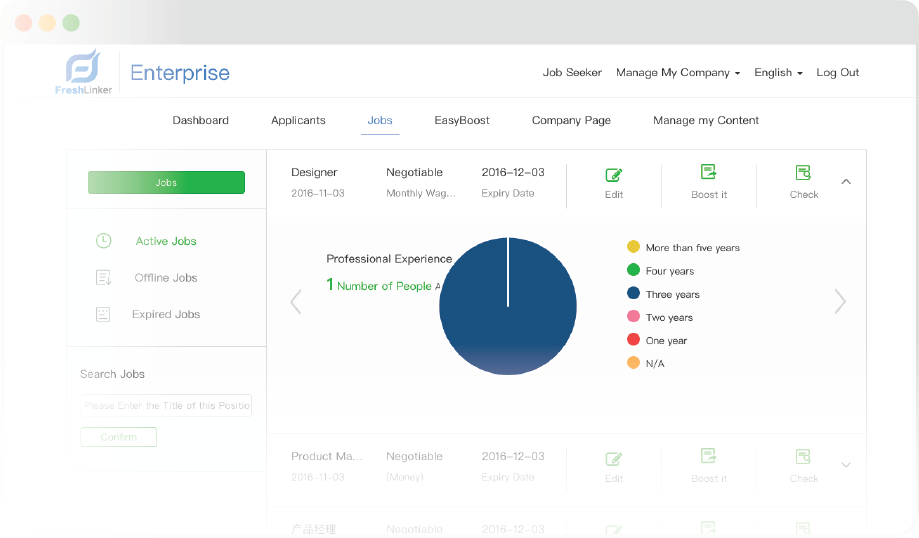 FreshLinker
Enterprise
Job Seeker Manage My Company English Log Out
Dashboard Applicants Jobs EasyBoost Company Page Manage my Content
Jobs
Active Jobs
Offline Jobs
Expired Jobs
Search Jobs
Please Enter the Title of this Positio
Confirm
Designer Negotiable 2016-12-03
2016-11-03 Monthly Wag... Expiry Date Edit Boost it Check
Professional Experience
1 Number of People A
More than five years
Four years
Three years
Two years
One year
N/A
Product Ma... Negotiable 2016-12-03
2016-11-03 (Money) Expiry Date Edit Boost it Check
产品经理 Negotiable 2016-12-03